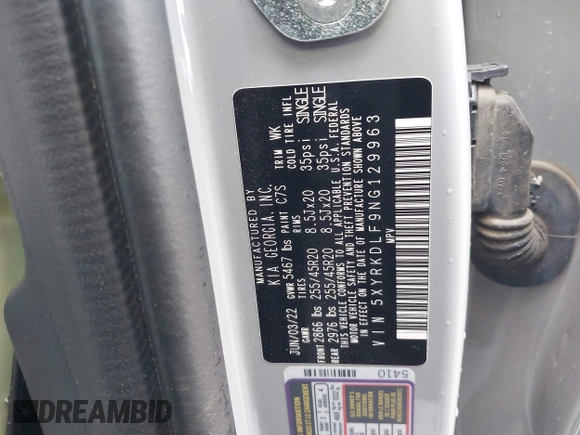 MANUFACTURED BY
KIA GEORGIA, INC.
JUN/03/22 GVWR 5467 lbs PAINT C7S TRIM WK
GAWR TIRES RIMS COLD TIRE INFL
FRONT 2866 lbs 255/45R20 8.5Jx20 35psi SINGLE
REAR 2976 lbs 255/45R20 8.5Jx20 35psi SINGLE
THIS VEHICLE CONFORMS TO ALL APPLICABLE U.S.A. FEDERAL
MOTOR VEHICLE SAFETY AND THEFT PREVENTION STANDARDS
IN EFFECT ON THE DATE OF MANUFACTURE SHOWN ABOVE
VIN 5XYRKDLF9NG129963
MPV
5410
INFORMATION
DREAMBID